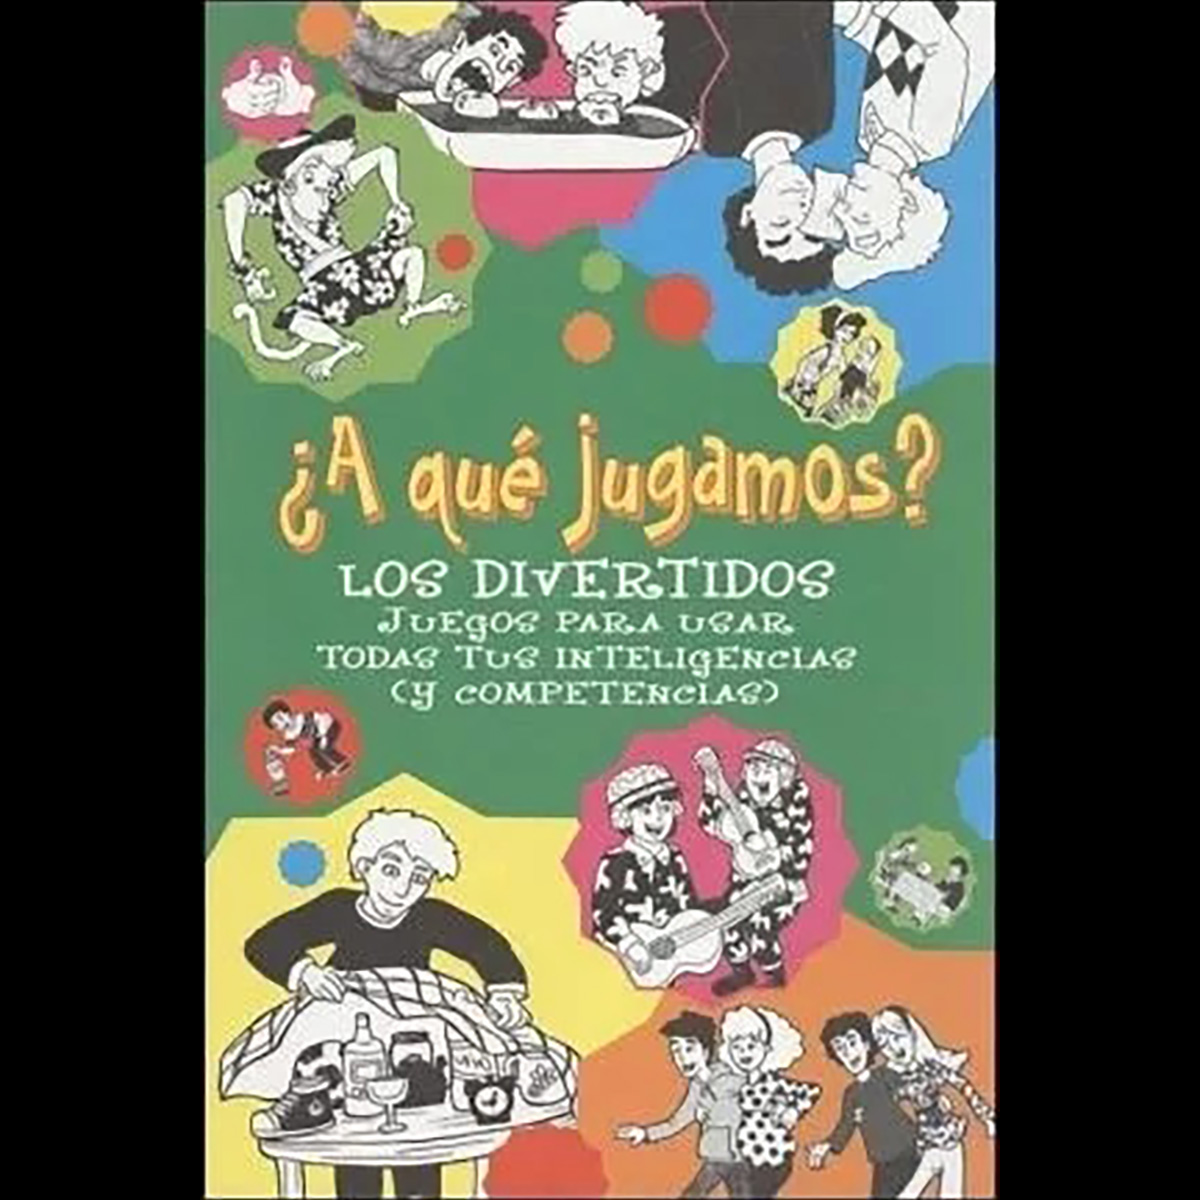 ¿A qué jugamos?
LOS DIVERTIDOS
JUEGOS PARA USAR
TODAS TUS INTELIGENCIAS
(Y COMPETENCIAS)